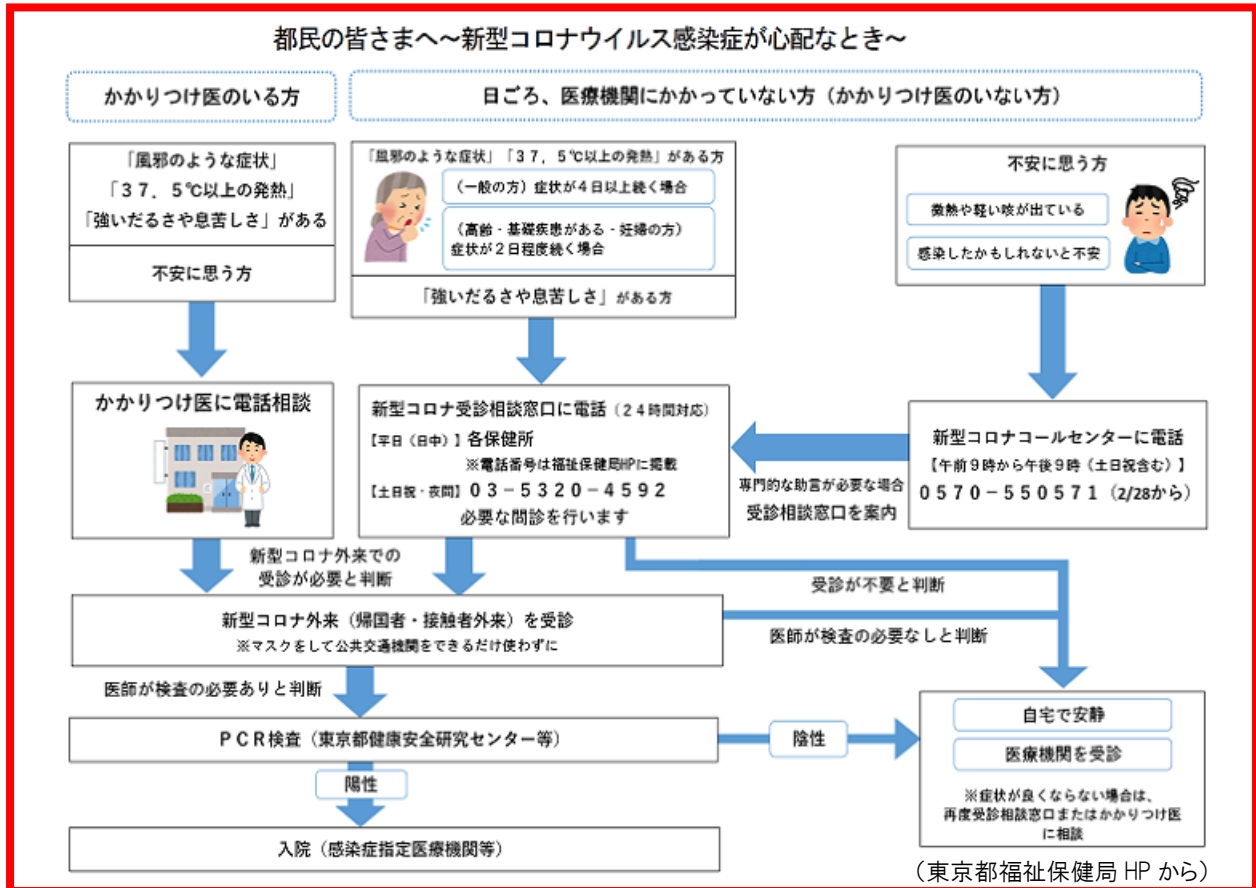 都民の皆さまへ～新型コロナウイルス感染症が心配なとき～
かかりつけ医のいる方
日ごろ、医療機関にかかっていない方（かかりつけ医のいない方）
「風邪のような症状」
「３７．５℃以上の発熱」
「強いだるさや息苦しさ」がある
不安に思う方
「風邪のような症状」「３７．５℃以上の発熱」がある方
（一般の方）症状が４日以上続く場合
（高齢・基礎疾患がある・妊婦の方）
症状が２日程度続く場合
「強いだるさや息苦しさ」がある方
不安に思う方
微熱や軽い咳が出ている
感染したかもしれないと不安
かかりつけ医に電話相談
新型コロナ受診相談窓口に電話（２４時間対応）
【平日（日中）】各保健所
※電話番号は福祉保健局HPに掲載
【土日祝・夜間】０３－５３２０－４５９２
必要な問診を行います
専門的な助言が必要な場合
受診相談窓口を案内
新型コロナコールセンターに電話
【午前９時から午後９時（土日祝含む）】
０５７０－５５０５７１（2/28から）
新型コロナ外来での
受診が必要と判断
受診が不要と判断
新型コロナ外来（帰国者・接触者外来）を受診
※マスクをして公共交通機関をできるだけ使わずに
医師が検査の必要なしと判断
医師が検査の必要ありと判断
ＰＣＲ検査（東京都健康安全研究センター等）
陰性
陽性
入院（感染症指定医療機関等）
自宅で安静
医療機関を受診
※症状が良くならない場合は、
再度受診相談窓口またはかかりつけ医
に相談
（東京都福祉保健局 HP から）